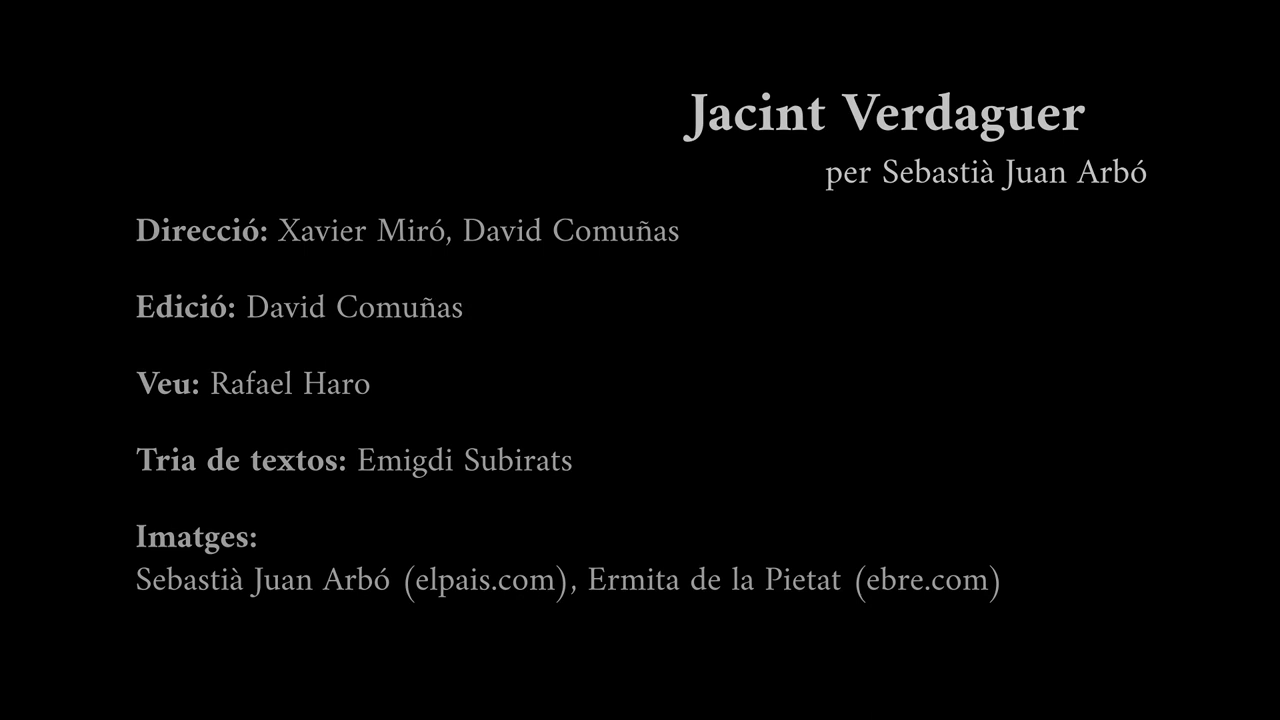 Jacint Verdaguer
per Sebastià Juan Arbó
Direcció: Xavier Miró, David Comuñas
Edició: David Comuñas
Veu: Rafael Haro
Tria de textos: Emigdi Subirats
Imatges:
Sebastià Juan Arbó (elpais.com), Ermita de la Pietat (ebre.com)